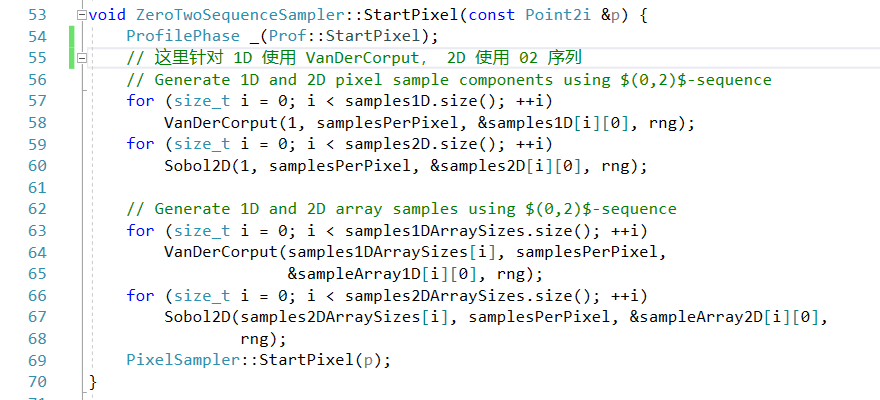 53 void ZeroTwoSequenceSampler::StartPixel(const Point2i &p) {
54     ProfilePhase _(Prof::StartPixel);
55     // 这里针对 1D 使用 VanDerCorput， 2D 使用 02 序列
56     // Generate 1D and 2D pixel sample components using $(0,2)$-sequence
57     for (size_t i = 0; i < samples1D.size(); ++i)
58         VanDerCorput(1, samplesPerPixel, &samples1D[i][0], rng);
59     for (size_t i = 0; i < samples2D.size(); ++i)
60         Sobol2D(1, samplesPerPixel, &samples2D[i][0], rng);
61
62     // Generate 1D and 2D array samples using $(0,2)$-sequence
63     for (size_t i = 0; i < samples1DArraySizes.size(); ++i)
64         VanDerCorput(samples1DArraySizes[i], samplesPerPixel,
65                      &sampleArray1D[i][0], rng);
66     for (size_t i = 0; i < samples2DArraySizes.size(); ++i)
67         Sobol2D(samples2DArraySizes[i], samplesPerPixel, &sampleArray2D[i][0],
68                 rng);
69     PixelSampler::StartPixel(p);
70 }